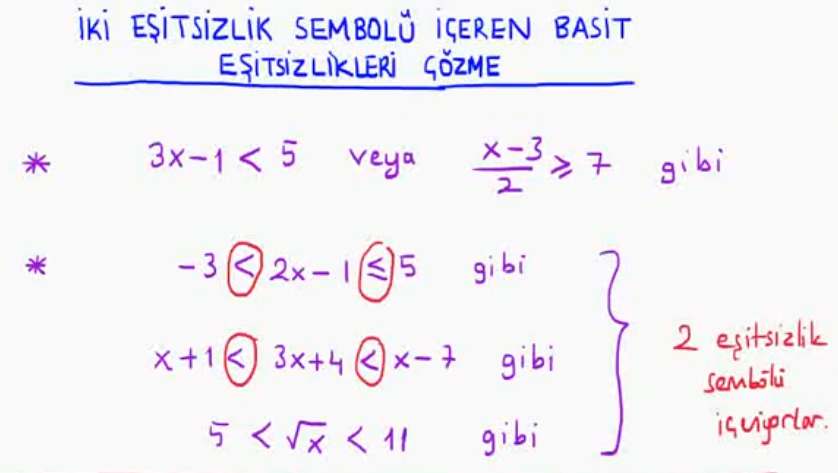 İKİ EŞİTSİZLİK SEMBOLÜ İÇEREN BASİT
EŞİTSİZLİKLERİ ÇÖZME
* 3x-1 < 5 veya (x-3)/2 ⩾ 7 gibi
* -3 < 2x-1 ≤ 5 gibi
x+1 < 3x+4 < x-7 gibi
5 < √x < 11 gibi
2 eşitsizlik
sembolü
içeriyorlar.